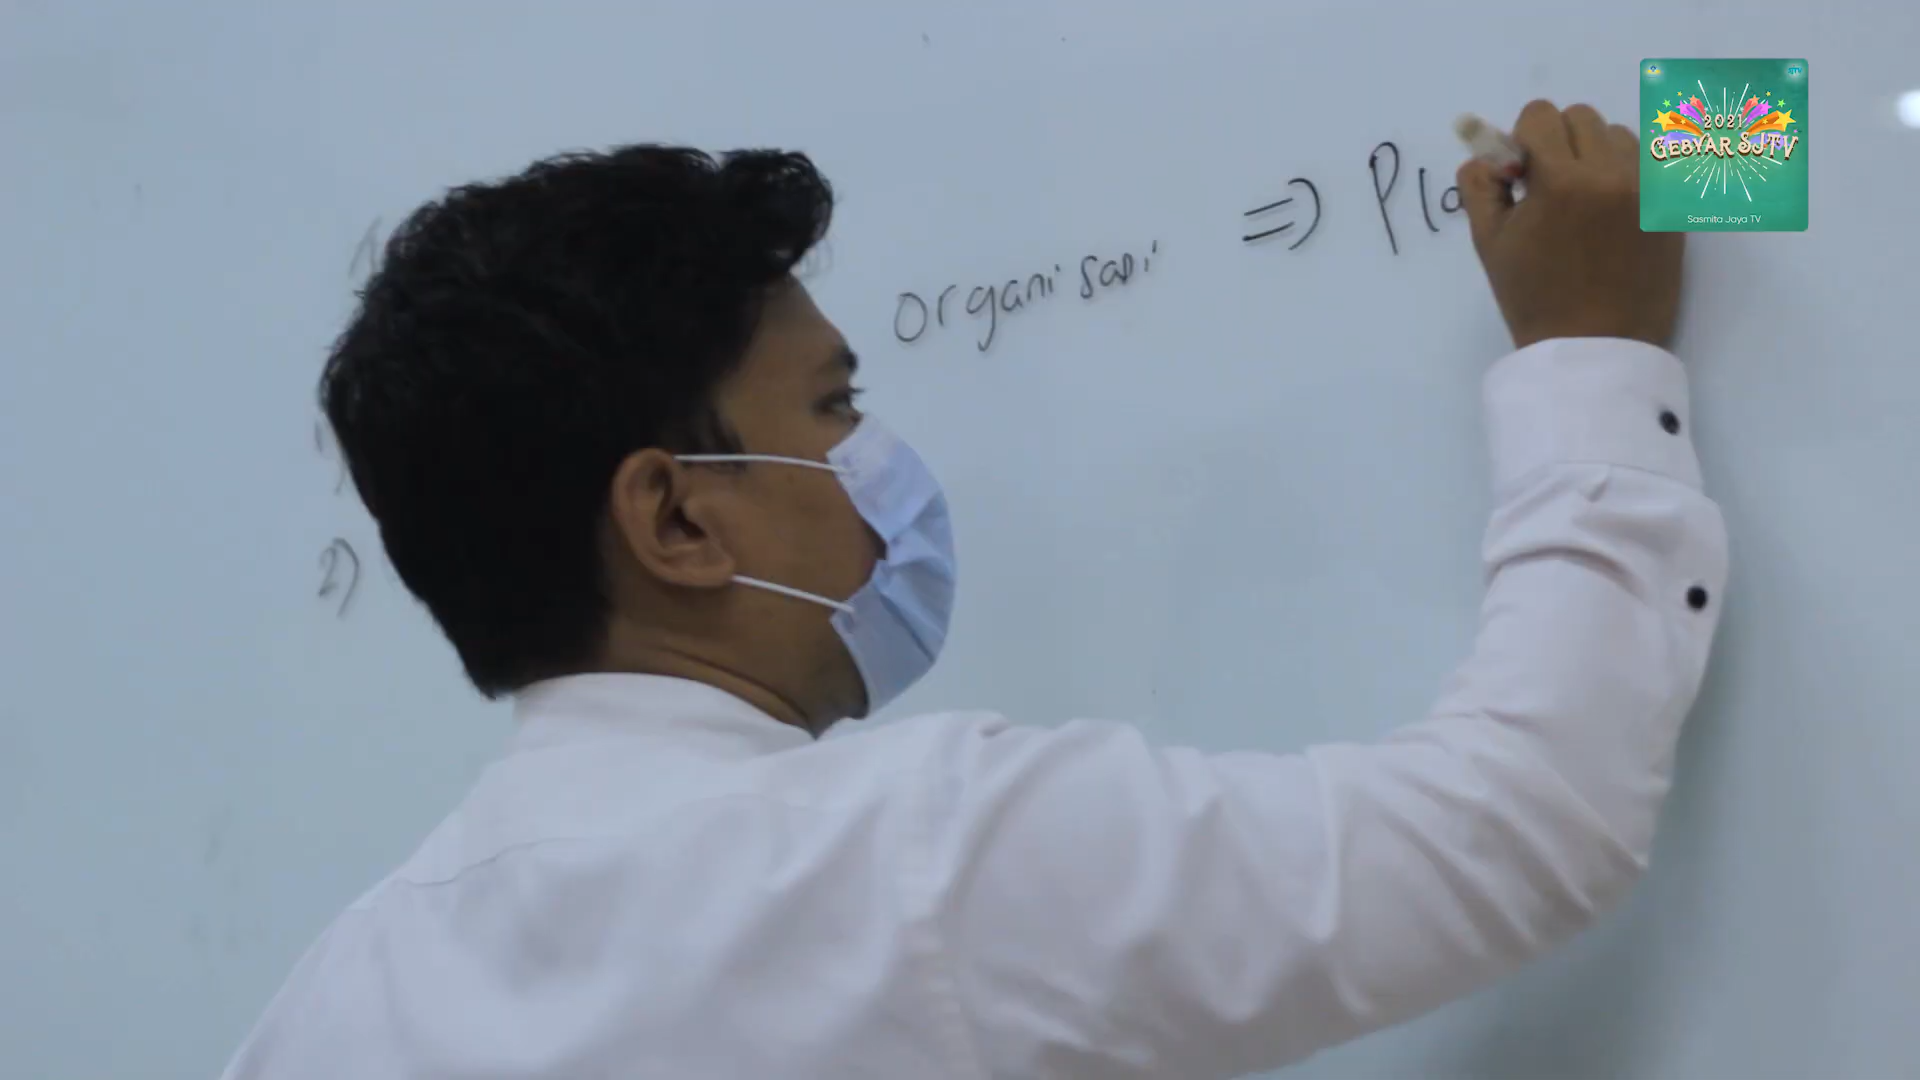 organisasi
⇒ Pla
2)
2021
GEBYAR SJTV
Sasmita Jaya TV